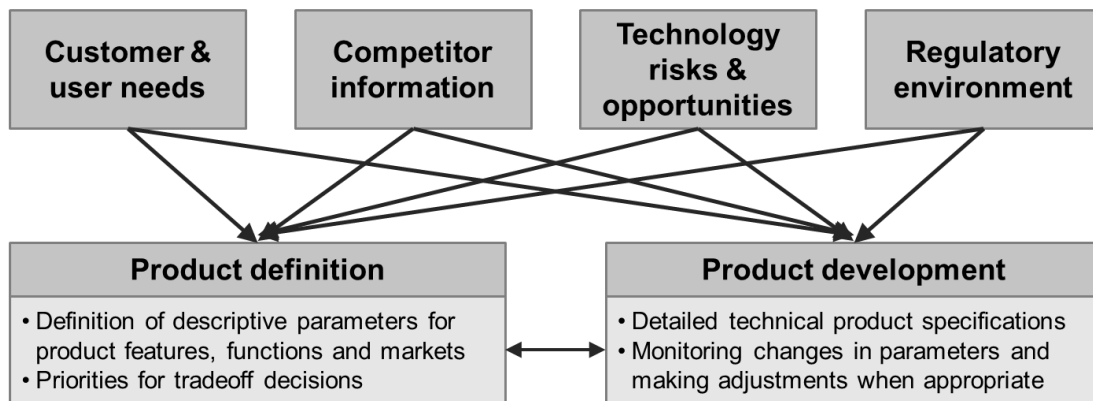 Customer &
user needs
Competitor
information
Technology
risks &
opportunities
Regulatory
environment
Product definition
• Definition of descriptive parameters for
product features, functions and markets
• Priorities for tradeoff decisions
Product development
• Detailed technical product specifications
• Monitoring changes in parameters and
making adjustments when appropriate